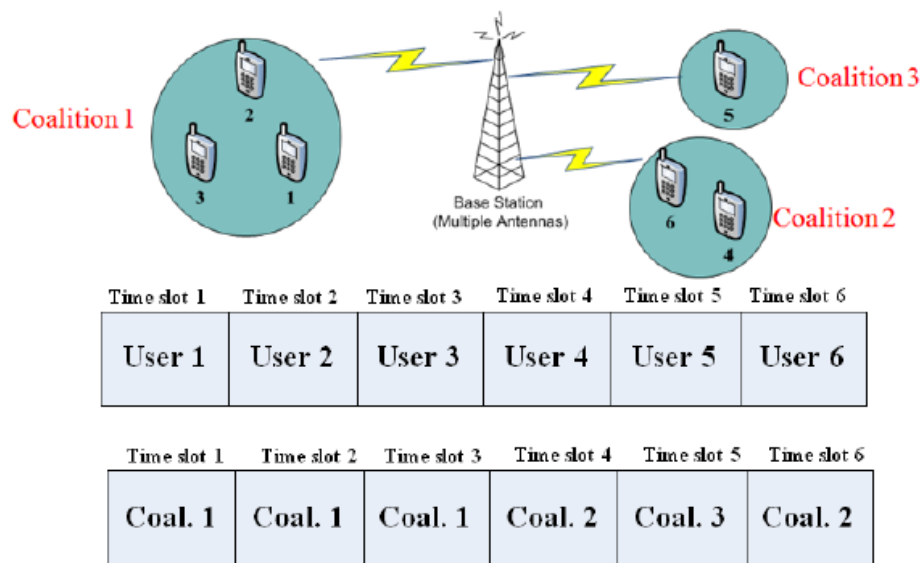 Coalition 1
2
3
1
Base Station
(Multiple Antennas)
5
Coalition 3
6
4
Coalition 2
Time slot 1 Time slot 2 Time slot 3 Time slot 4 Time slot 5 Time slot 6
User 1 User 2 User 3 User 4 User 5 User 6
Time slot 1 Time slot 2 Time slot 3 Time slot 4 Time slot 5 Time slot 6
Coal. 1 Coal. 1 Coal. 1 Coal. 2 Coal. 3 Coal. 2